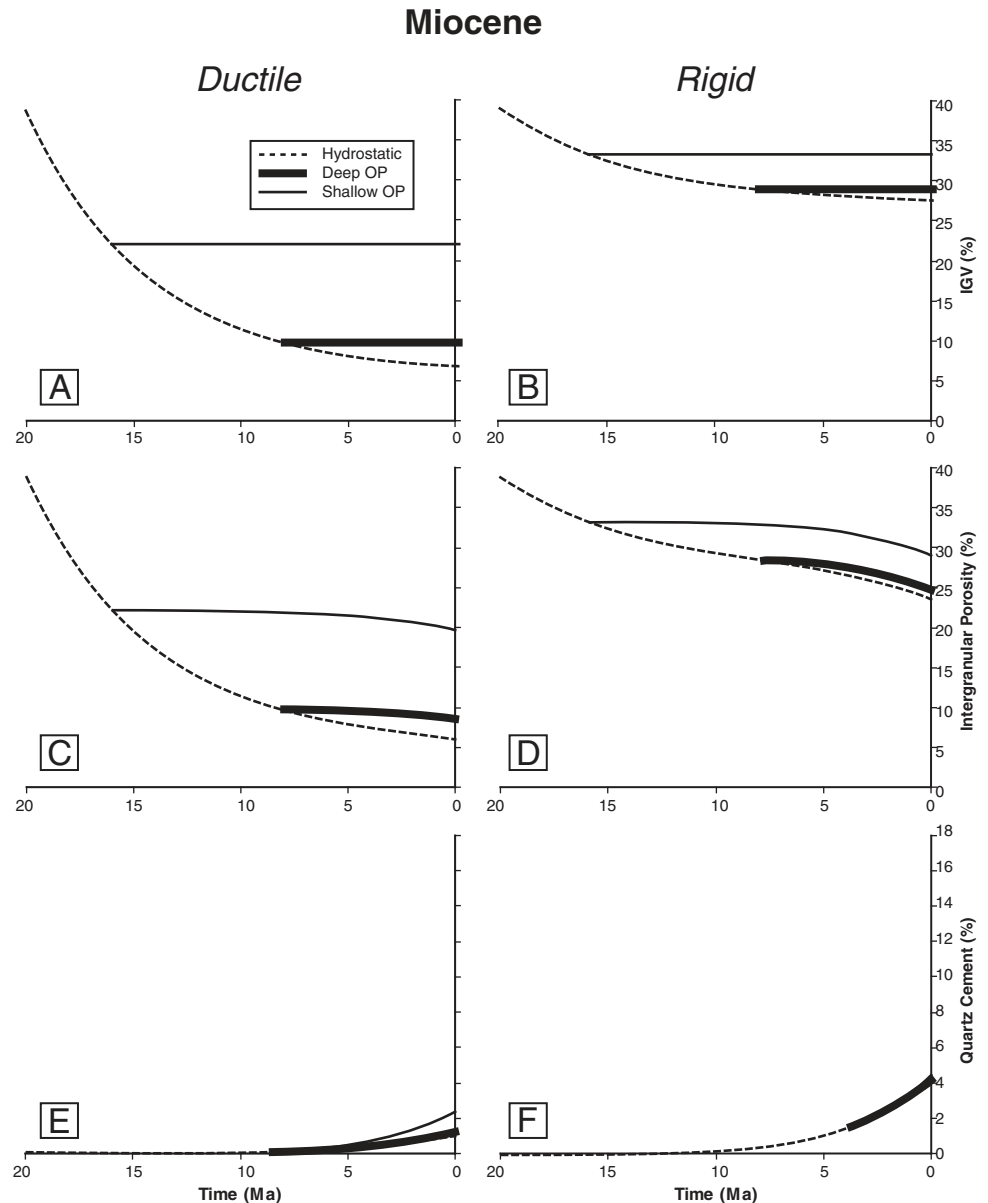 Miocene
Ductile
Rigid
Hydrostatic
Deep OP
Shallow OP
A
20 15 10 5 0
B
40
35
30
25
20
15
10
5
0
IGV (%)
20 15 10 5 0
C
20 15 10 5 0
D
40
35
30
25
20
15
10
5
0
Intergranular Porosity (%)
20 15 10 5 0
E
20 15 10 5 0
Time (Ma)
F
18
16
14
12
10
8
6
4
2
0
Quartz Cement (%)
20 15 10 5 0
Time (Ma)